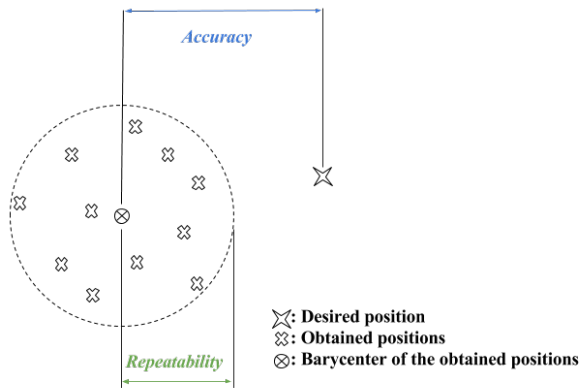 Accuracy
: Desired position
: Obtained positions
: Barycenter of the obtained positions
Repeatability